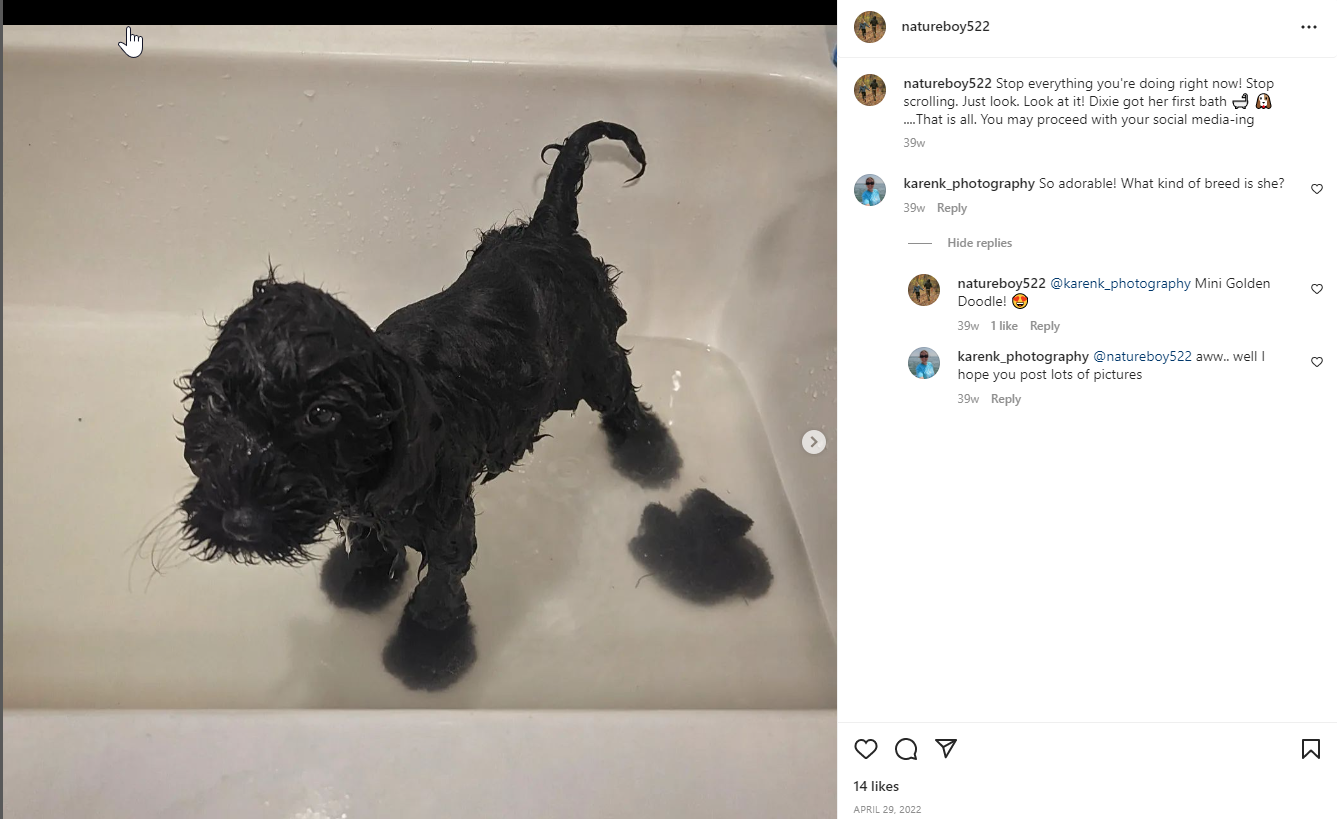 natureboy522
natureboy522 Stop everything you're doing right now! Stop
scrolling. Just look. Look at it! Dixie got her first bath 🛁 🐶
....That is all. You may proceed with your social media-ing
39w
karenk_photography So adorable! What kind of breed is she?
39w Reply
Hide replies
natureboy522 @karenk_photography Mini Golden
Doodle! 😍
39w 1 like Reply
karenk_photography @natureboy522 aww.. well I
hope you post lots of pictures
39w Reply
14 likes
APRIL 29, 2022